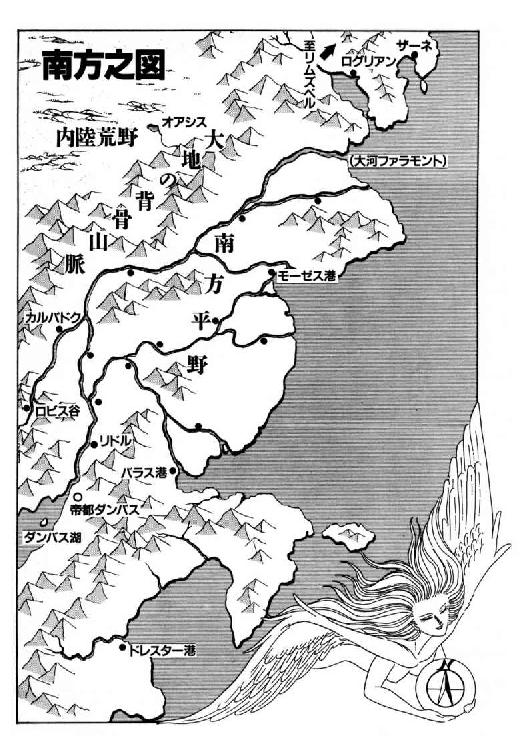 南方之図
至リムズベル
ザーネ
ログリアン
オアシス
内陸荒野
大地の背骨山脈
(大河ファラモント)
南方平野
モーゼス港
カルバドク
ロピス谷
リドル
バラス港
帝都ダンバス
ダンバス湖
ドレスター港